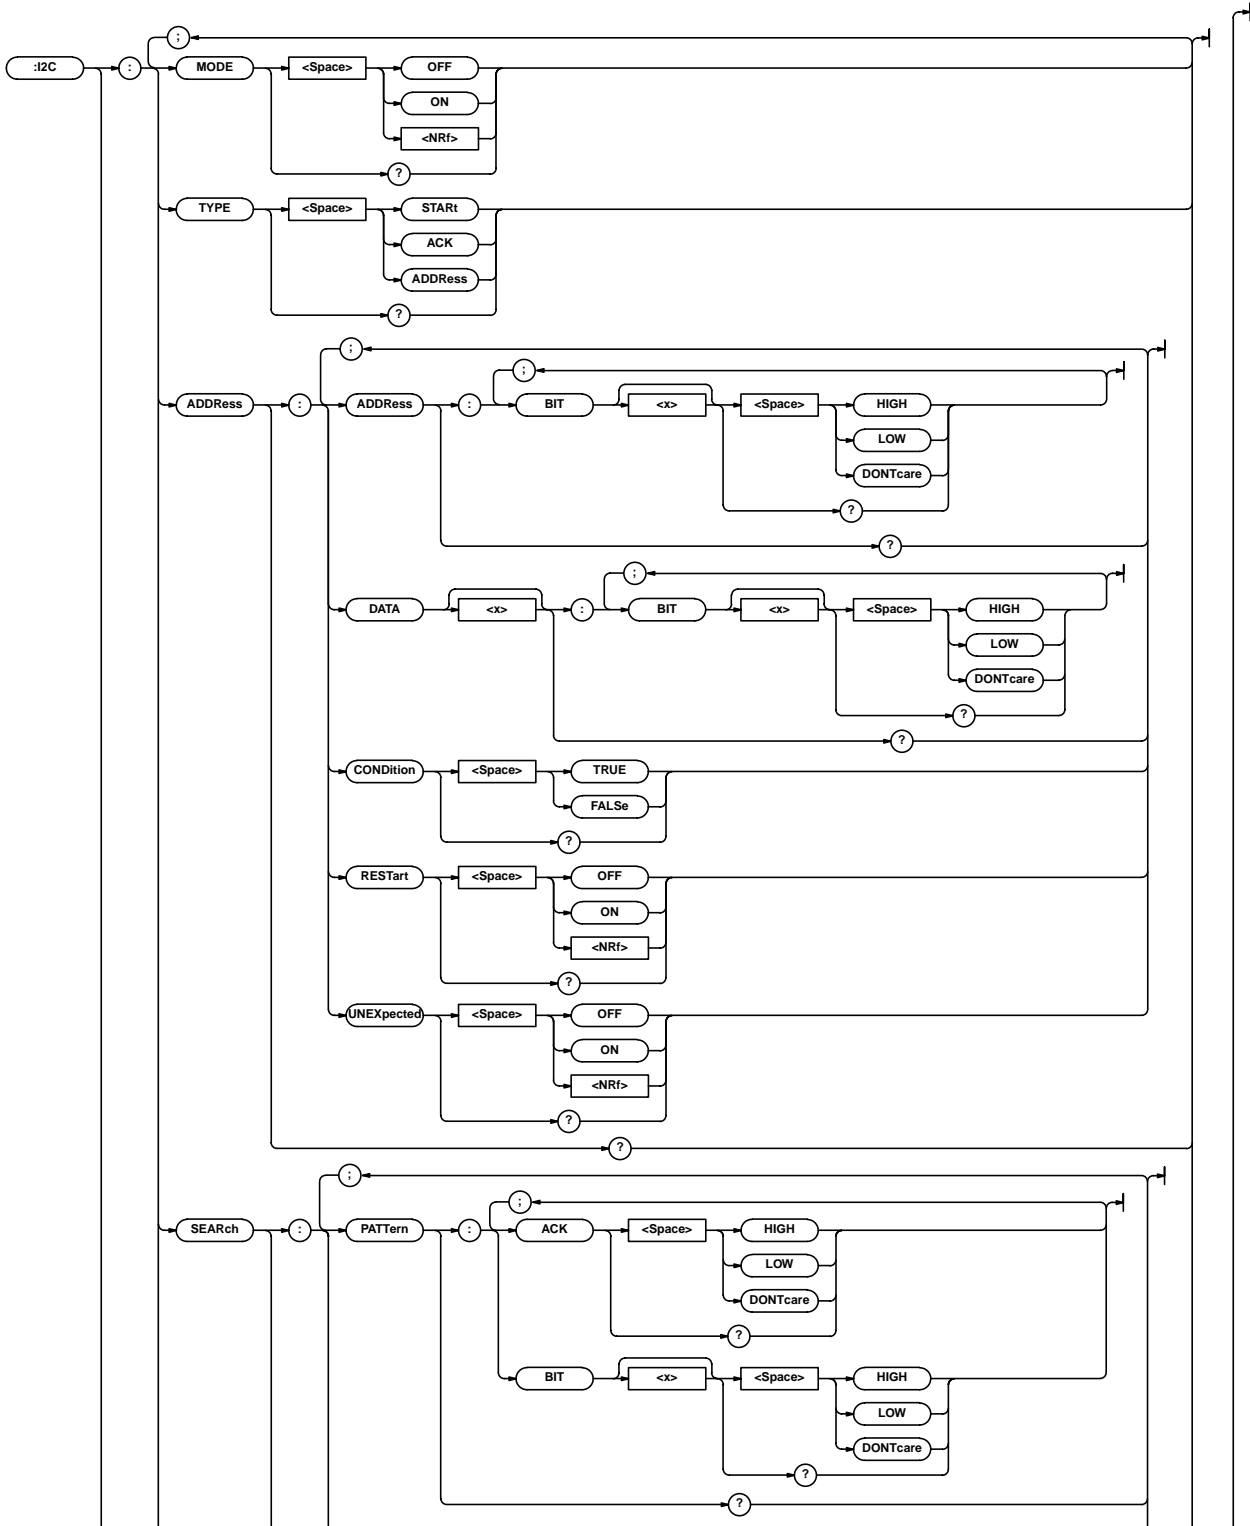 ;
:I2C : MODE <Space> OFF
ON
<NRf>
?
TYPE <Space> STARt
ACK
ADDRess
?
;
;
ADDRess : ADDRess : BIT <x> <Space> HIGH
LOW
DONTcare
?
?
;
DATA <x> : BIT <x> <Space> HIGH
LOW
DONTcare
?
?
CONDition <Space> TRUE
FALSe
?
RESTart <Space> OFF
ON
<NRf>
?
UNEXpected <Space> OFF
ON
<NRf>
?
?
;
;
SEARch : PATTern : ACK <Space> HIGH
LOW
DONTcare
?
BIT <x> <Space> HIGH
LOW
DONTcare
?
?